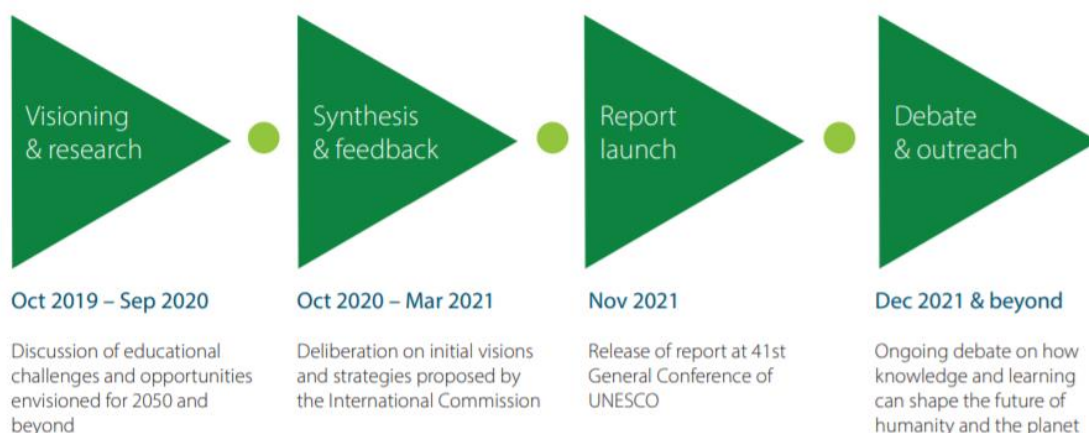 Visioning
& research
Synthesis
& feedback
Report
launch
Debate
& outreach
Oct 2019 – Sep 2020
Oct 2020 – Mar 2021
Nov 2021
Dec 2021 & beyond
Discussion of educational
challenges and opportunities
envisioned for 2050 and
beyond
Deliberation on initial visions
and strategies proposed by
the International Commission
Release of report at 41st
General Conference of
UNESCO
Ongoing debate on how
knowledge and learning
can shape the future of
humanity and the planet